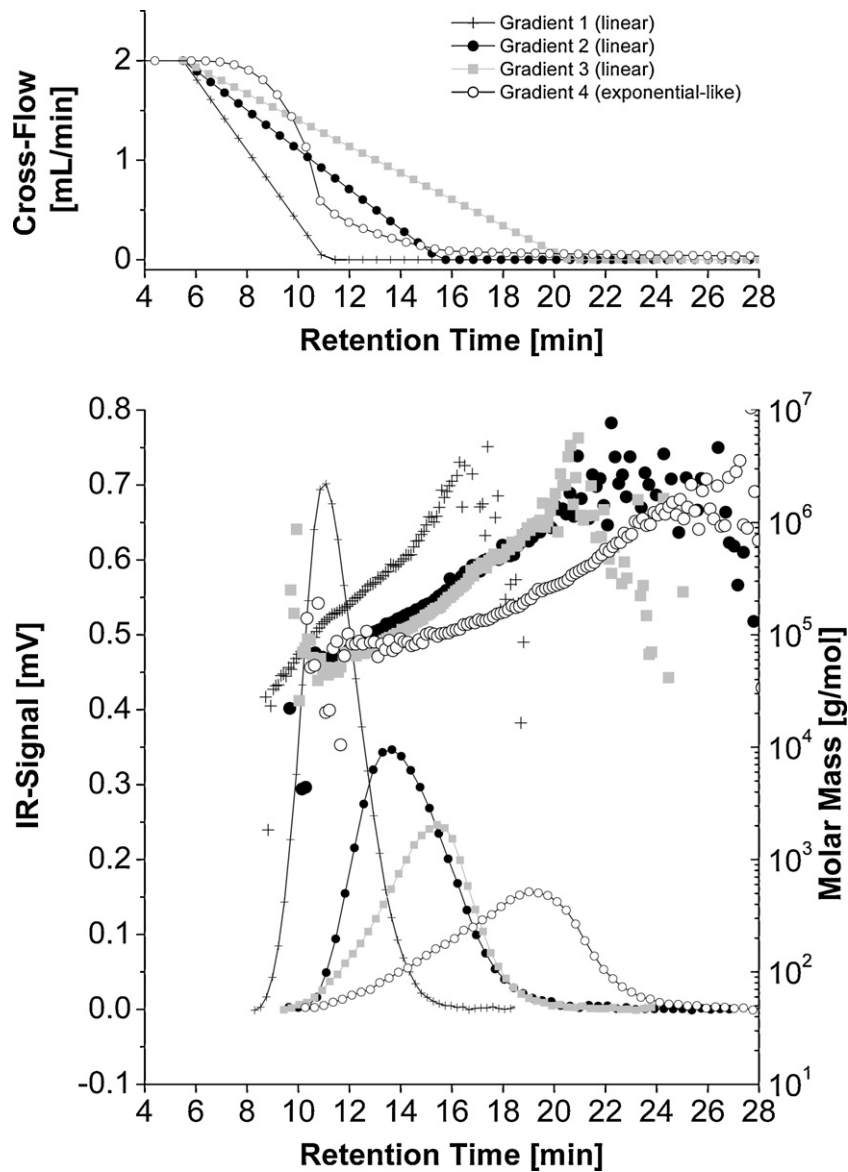 Gradient 1 (linear)
Gradient 2 (linear)
Gradient 3 (linear)
Gradient 4 (exponential-like)
Cross-Flow
[mL/min]
2
1
0
4 6 8 10 12 14 16 18 20 22 24 26 28
Retention Time [min]
IR-Signal [mV]
0.8
0.7
0.6
0.5
0.4
0.3
0.2
0.1
0.0
-0.1
10^7
10^6
10^5
10^4
10^3
10^2
10^1
Molar Mass [g/mol]
4 6 8 10 12 14 16 18 20 22 24 26 28
Retention Time [min]